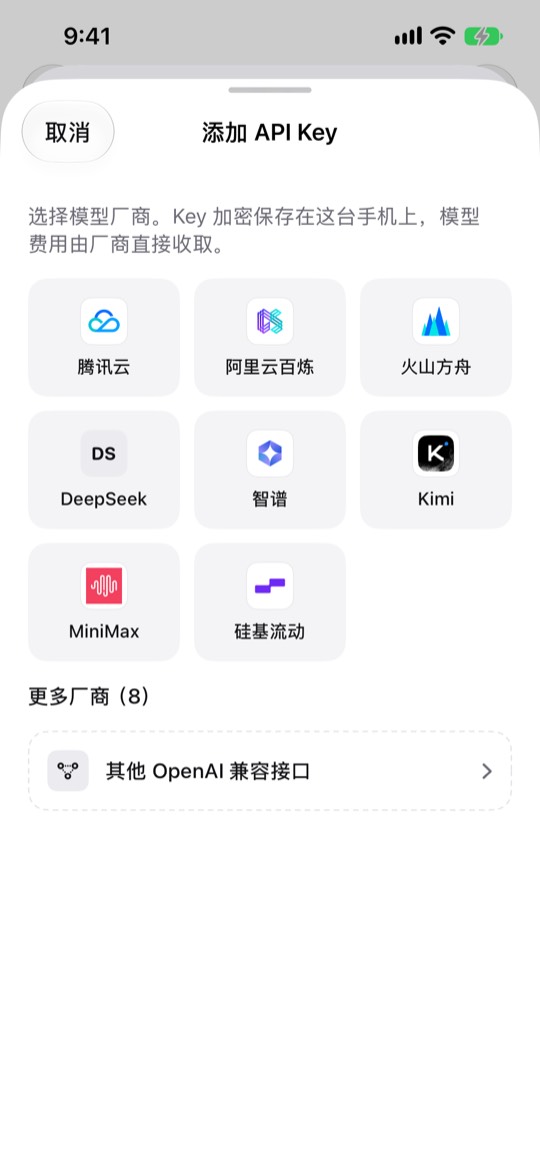 9:41
取消
添加 API Key
选择模型厂商。Key 加密保存在这台手机上，模型
费用由厂商直接收取。
腾讯云
阿里云百炼
火山方舟
DS
DeepSeek
智谱
K
Kimi
MiniMax
硅基流动
更多厂商（8）
其他 OpenAI 兼容接口